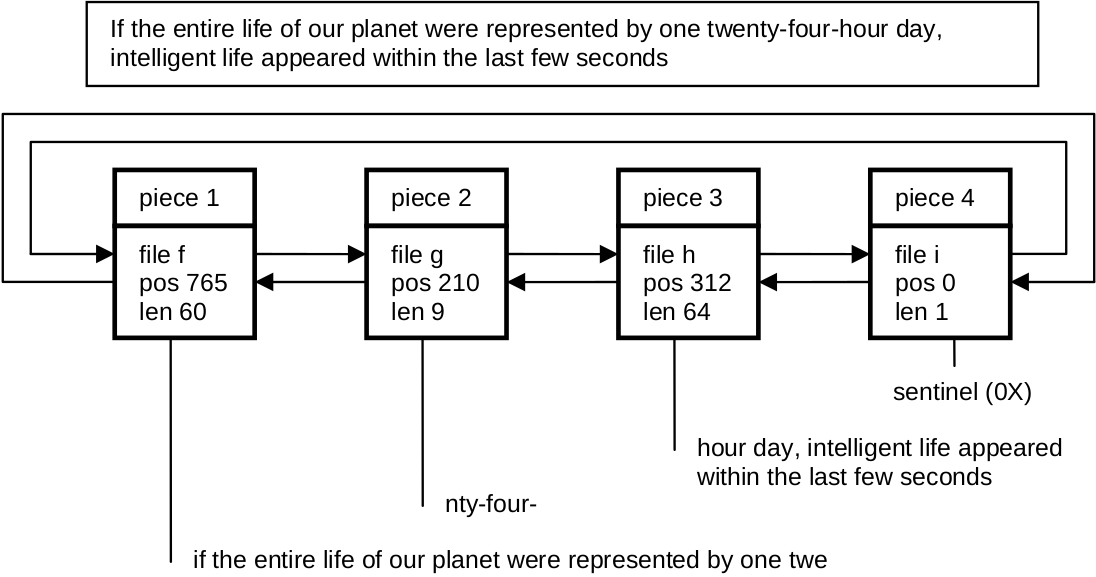 If the entire life of our planet were represented by one twenty-four-hour day,
intelligent life appeared within the last few seconds
piece 1
file f
pos 765
len 60
piece 2
file g
pos 210
len 9
piece 3
file h
pos 312
len 64
piece 4
file i
pos 0
len 1
sentinel (0X)
hour day, intelligent life appeared
within the last few seconds
nty-four-
if the entire life of our planet were represented by one twe